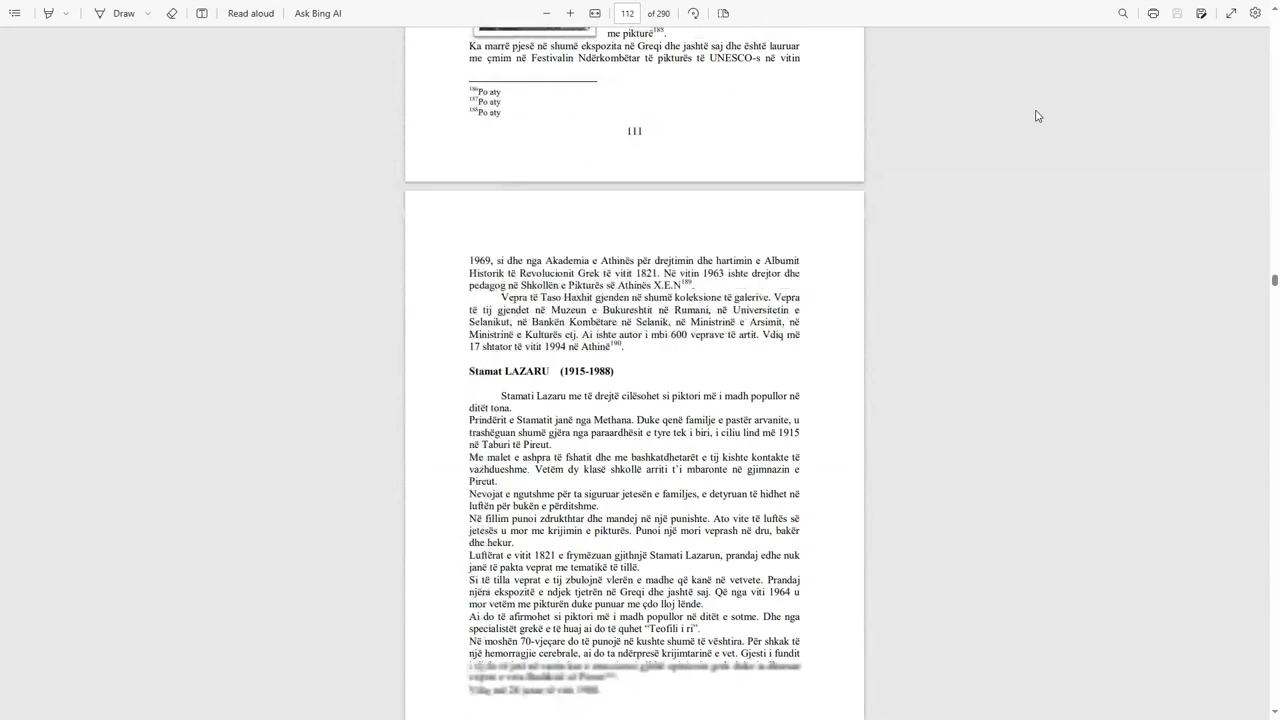 Draw
Read aloud
Ask Bing AI
112 of 290
me pikturë188.
Ka marrë pjesë në shumë ekspozita në Greqi dhe jashtë saj dhe është lauruar
me çmim në Festivalin Ndërkombëtar të pikturës të UNESCO-s në vitin
186Po aty
187Po aty
188Po aty
111
1969, si dhe nga Akademia e Athinës për drejtimin dhe hartimin e Albumit
Historik të Revolucionit Grek të vitit 1821. Në vitin 1963 ishte drejtor dhe
pedagog në Shkollën e Pikturës së Athinës X.E.N189.
Vepra të Taso Haxhit gjenden në shumë koleksione të galerive. Vepra
të tij gjendet në Muzeun e Bukureshtit në Rumani, në Universitetin e
Selanikut, në Bankën Kombëtare në Selanik, në Ministrinë e Arsimit, në
Ministrinë e Kulturës etj. Ai ishte autor i mbi 600 veprave të artit. Vdiq më
17 shtator të vitit 1994 në Athinë190.
Stamat LAZARU (1915-1988)
Stamati Lazaru me të drejtë cilësohet si piktori më i madh popullor në
ditët tona.
Prindërit e Stamatit janë nga Methana. Duke qenë familje e pastër arvanite, u
trashëguan shumë gjëra nga paraardhësit e tyre tek i biri, i ciliu lind më 1915
në Taburi të Pireut.
Me malet e ashpra të fshatit dhe me bashkatdhetarët e tij kishte kontakte të
vazhdueshme. Vetëm dy klasë shkollë arriti t`i mbaronte në gjimnazin e
Pireut.
Nevojat e ngutshme për ta siguruar jetesën e familjes, e detyruan të hidhet në
luftën për bukën e përditshme.
Në fillim punoi zdrukthtar dhe mandej në një punishte. Ato vite të luftës së
jetesës u mor me krijimin e pikturës. Punoi një mori veprash në dru, bakër
dhe hekur.
Luftërat e vitit 1821 e frymëzuan gjithnjë Stamati Lazarun, prandaj edhe nuk
janë të pakta veprat me tematikë të tillë.
Si të tilla veprat e tij zbulojnë vlerën e madhe që kanë në vetvete. Prandaj
njëra ekspozitë e ndjek tjetrën në Greqi dhe jashtë saj. Që nga viti 1964 u
mor vetëm me pikturën duke punuar me çdo lloj lënde.
Ai do të afirmohet si piktori më i madh popullor në ditët e sotme. Dhe nga
specialistët grekë e të huaj ai do të quhet “Teofili i ri”.
Në moshën 70-vjeçare do të punojë në kushte shumë të vështira. Për shkak të
një hemorragjie cerebrale, ai do ta ndërpresë krijimtarinë e vet. Gjesti i fundit